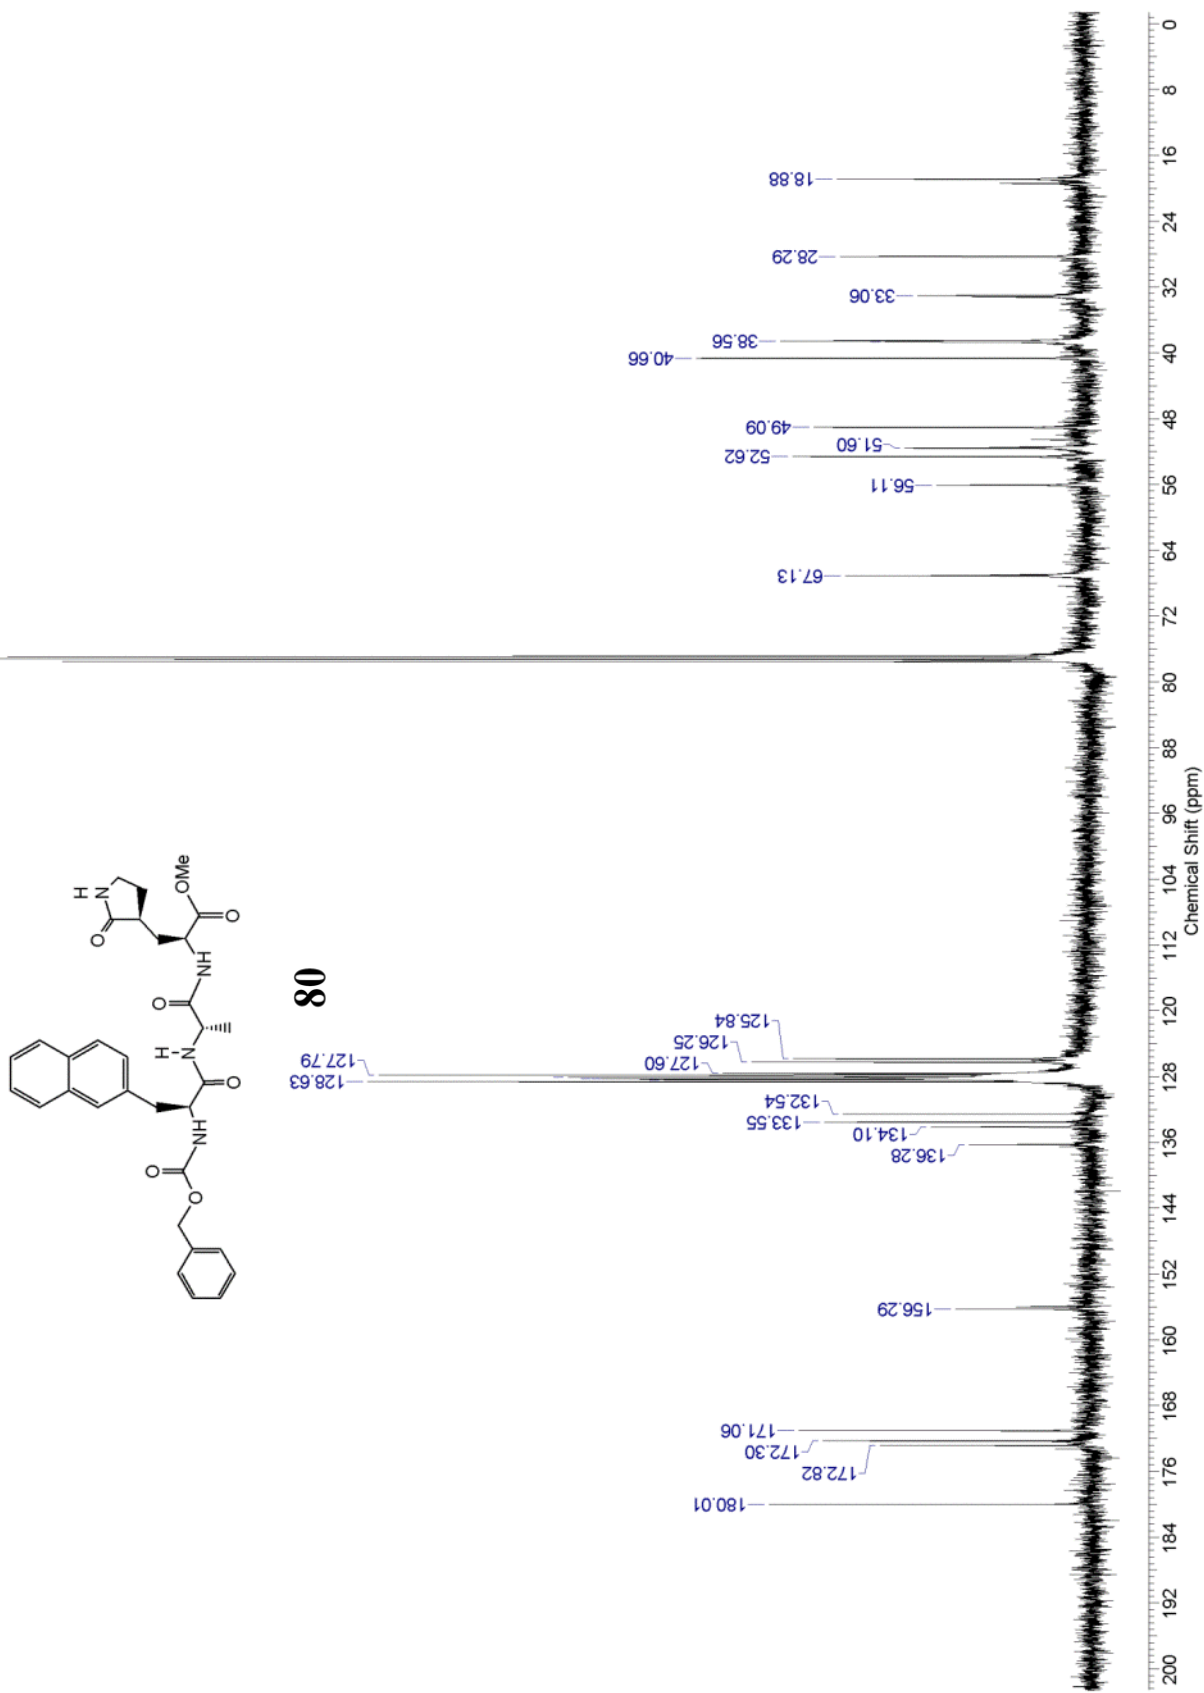 H
N
O
OMe
O
NH
O
H
N
O
NH
O
O
80
180.01
172.82
172.30
171.06
156.29
136.28
134.10
133.55
132.54
128.63
127.79
127.60
126.25
125.84
67.13
56.11
52.62
51.60
49.09
40.66
38.56
33.06
28.29
18.88
200 192 184 176 168 160 152 144 136 128 120 112 104 96 88 80 72 64 56 48 40 32 24 16 8 0
Chemical Shift (ppm)